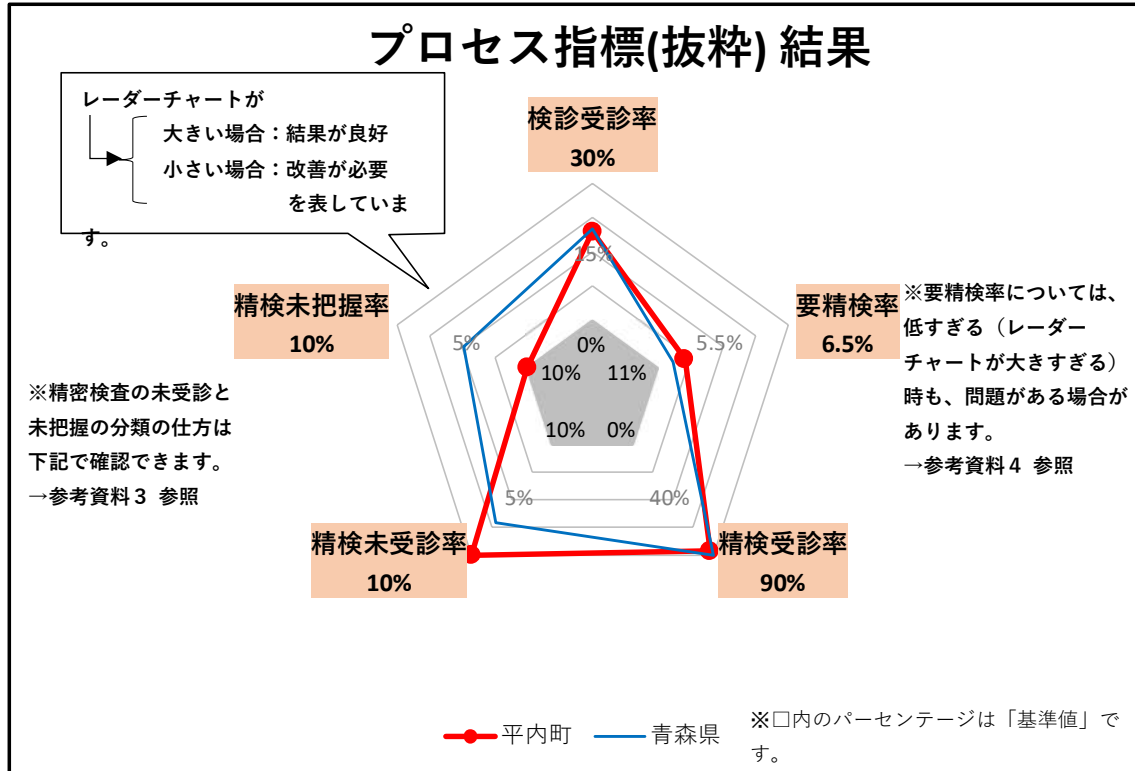 プロセス指標(抜粋) 結果
レーダーチャートが
大きい場合：結果が良好
小さい場合：改善が必要
を表していま
す。
検診受診率
30%
15%
精検未把握率
10%
5%
5.5%
要精検率
6.5%
※要精検率については、
低すぎる（レーダー
チャートが大きすぎる）
時も、問題がある場合が
あります。
→参考資料４ 参照
0%
10%
11%
10%
0%
※精密検査の未受診と
未把握の分類の仕方は
下記で確認できます。
→参考資料３ 参照
5%
40%
精検未受診率
10%
精検受診率
90%
平内町
青森県
※□内のパーセンテージは「基準値」で
す。